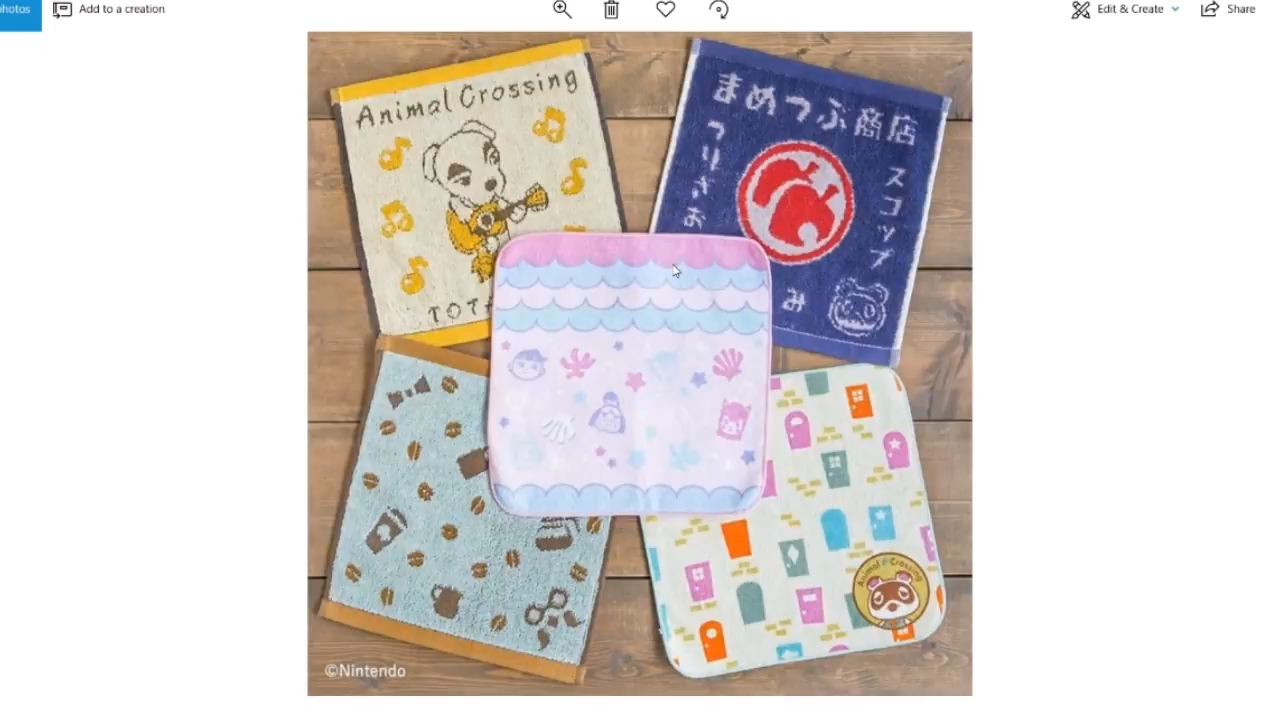 photos
Add to a creation
Edit & Create
Share
Animal Crossing
まめつぶ商店
つりざお
スコップ
み
Animal Crossing
©Nintendo